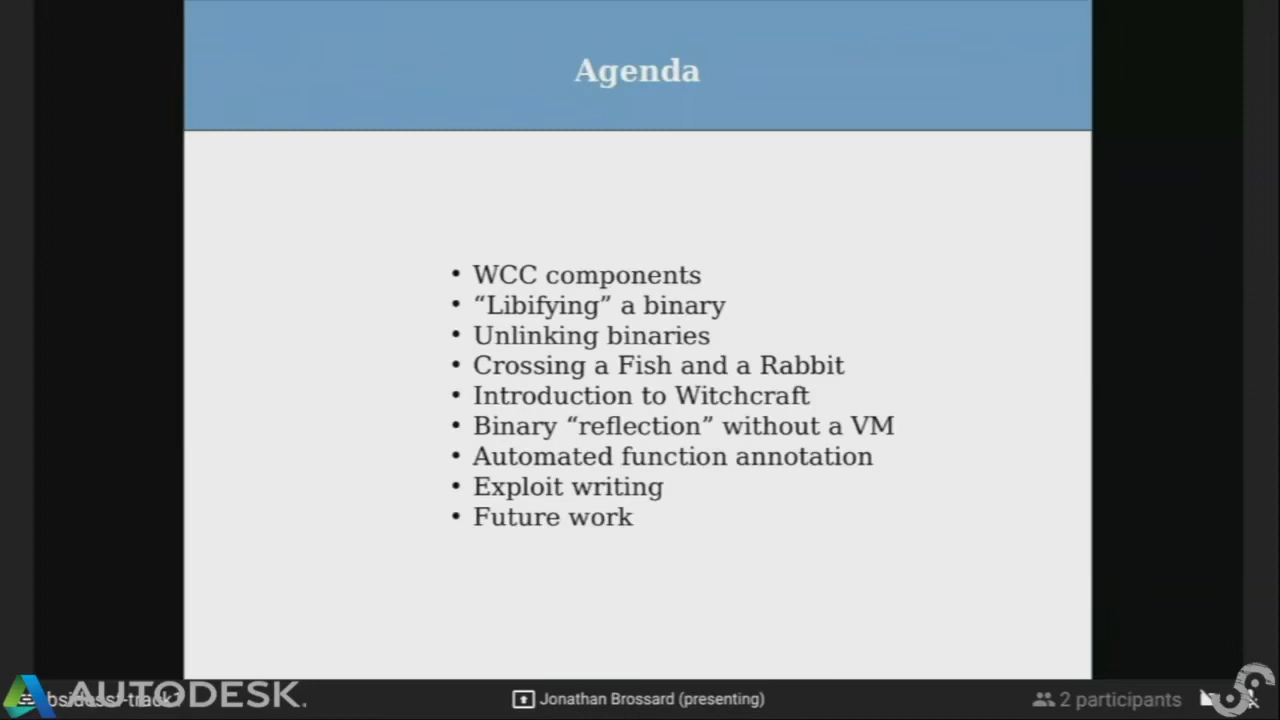 Agenda
• WCC components
• “Libifying” a binary
• Unlinking binaries
• Crossing a Fish and a Rabbit
• Introduction to Witchcraft
• Binary “reflection” without a VM
• Automated function annotation
• Exploit writing
• Future work
AUTODESK.
Jonathan Brossard (presenting)
2 participants